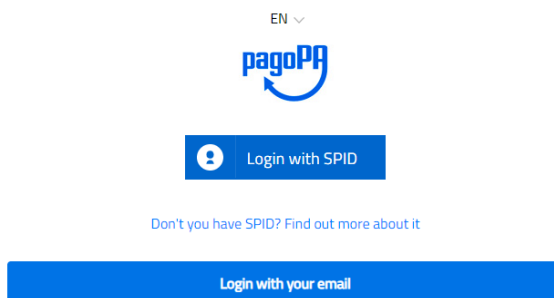 EN
pagoPA
Login with SPID
Don't you have SPID? Find out more about it
Login with your email